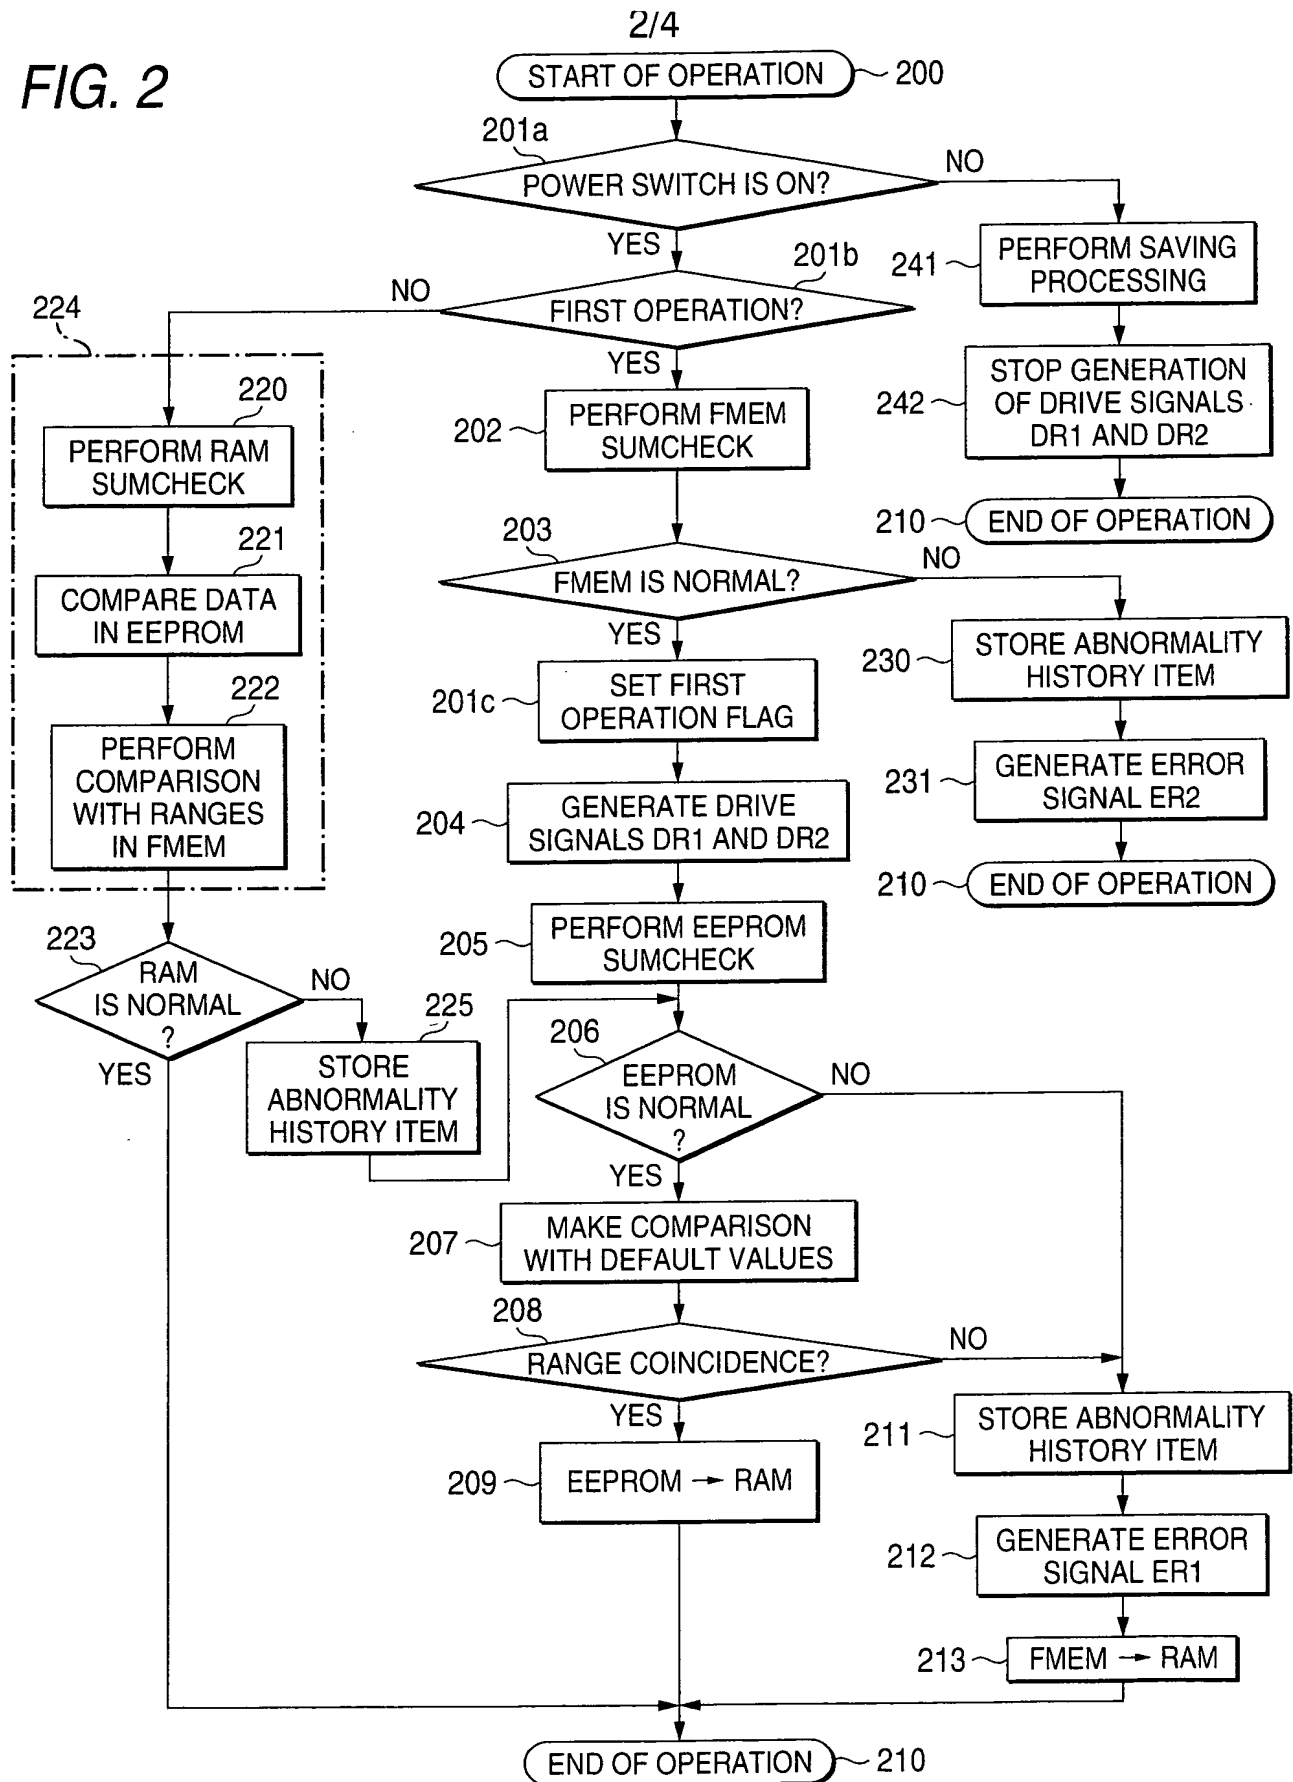 2/4
FIG. 2
START OF OPERATION
200
201a
POWER SWITCH IS ON?
NO
YES
241
PERFORM SAVING
PROCESSING
201b
FIRST OPERATION?
NO
YES
224
242
STOP GENERATION
OF DRIVE SIGNALS
DR1 AND DR2
210
END OF OPERATION
220
PERFORM RAM
SUMCHECK
202
PERFORM FMEM
SUMCHECK
221
COMPARE DATA
IN EEPROM
203
FMEM IS NORMAL?
NO
YES
230
STORE ABNORMALITY
HISTORY ITEM
222
PERFORM
COMPARISON
WITH RANGES
IN FMEM
201c
SET FIRST
OPERATION FLAG
231
GENERATE ERROR
SIGNAL ER2
204
GENERATE DRIVE
SIGNALS DR1 AND DR2
210
END OF OPERATION
205
PERFORM EEPROM
SUMCHECK
223
RAM
IS NORMAL
?
NO
YES
225
STORE
ABNORMALITY
HISTORY ITEM
206
EEPROM
IS NORMAL
?
NO
YES
207
MAKE COMPARISON
WITH DEFAULT VALUES
208
RANGE COINCIDENCE?
NO
YES
211
STORE ABNORMALITY
HISTORY ITEM
209
EEPROM → RAM
212
GENERATE ERROR
SIGNAL ER1
213
FMEM → RAM
END OF OPERATION
210